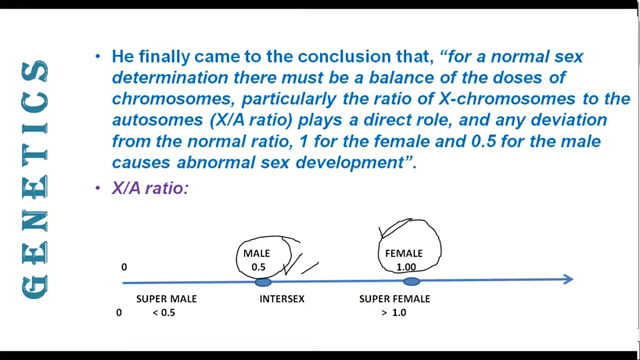 GENETICS
• He finally came to the conclusion that, “for a normal sex
determination there must be a balance of the doses of
chromosomes, particularly the ratio of X-chromosomes to the
autosomes (X/A ratio) plays a direct role, and any deviation
from the normal ratio, 1 for the female and 0.5 for the male
causes abnormal sex development”.
• X/A ratio:
MALE FEMALE
0 0.5 1.00
SUPER MALE INTERSEX SUPER FEMALE
0 < 0.5 > 1.0